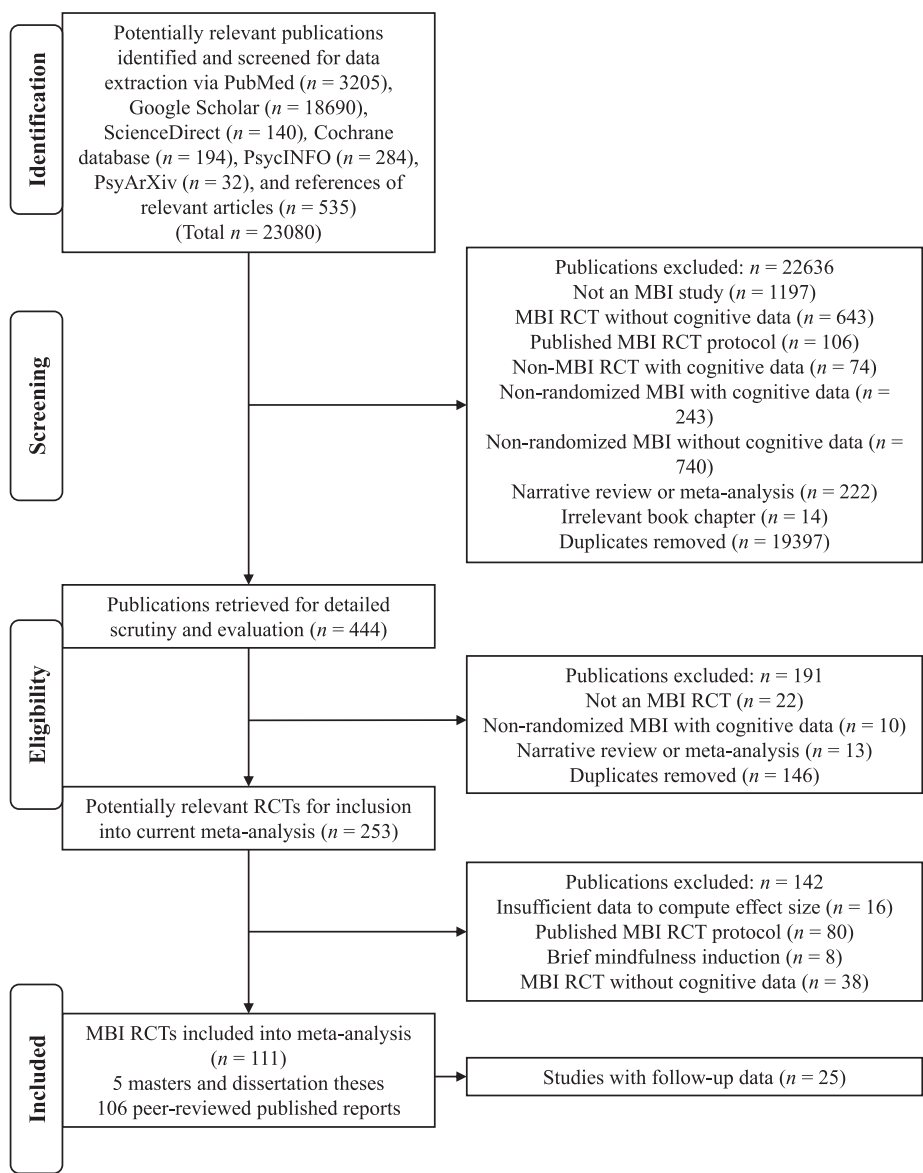 Identification
Potentially relevant publications
identified and screened for data
extraction via PubMed (n = 3205),
Google Scholar (n = 18690),
ScienceDirect (n = 140), Cochrane
database (n = 194), PsycINFO (n = 284),
PsyArXiv (n = 32), and references of
relevant articles (n = 535)
(Total n = 23080)
Screening
Publications excluded: n = 22636
Not an MBI study (n = 1197)
MBI RCT without cognitive data (n = 643)
Published MBI RCT protocol (n = 106)
Non-MBI RCT with cognitive data (n = 74)
Non-randomized MBI with cognitive data (n =
243)
Non-randomized MBI without cognitive data (n =
740)
Narrative review or meta-analysis (n = 222)
Irrelevant book chapter (n = 14)
Duplicates removed (n = 19397)
Eligibility
Publications retrieved for detailed
scrutiny and evaluation (n = 444)
Publications excluded: n = 191
Not an MBI RCT (n = 22)
Non-randomized MBI with cognitive data (n = 10)
Narrative review or meta-analysis (n = 13)
Duplicates removed (n = 146)
Potentially relevant RCTs for inclusion
into current meta-analysis (n = 253)
Publications excluded: n = 142
Insufficient data to compute effect size (n = 16)
Published MBI RCT protocol (n = 80)
Brief mindfulness induction (n = 8)
MBI RCT without cognitive data (n = 38)
Included
MBI RCTs included into meta-analysis
(n = 111)
5 masters and dissertation theses
106 peer-reviewed published reports
Studies with follow-up data (n = 25)